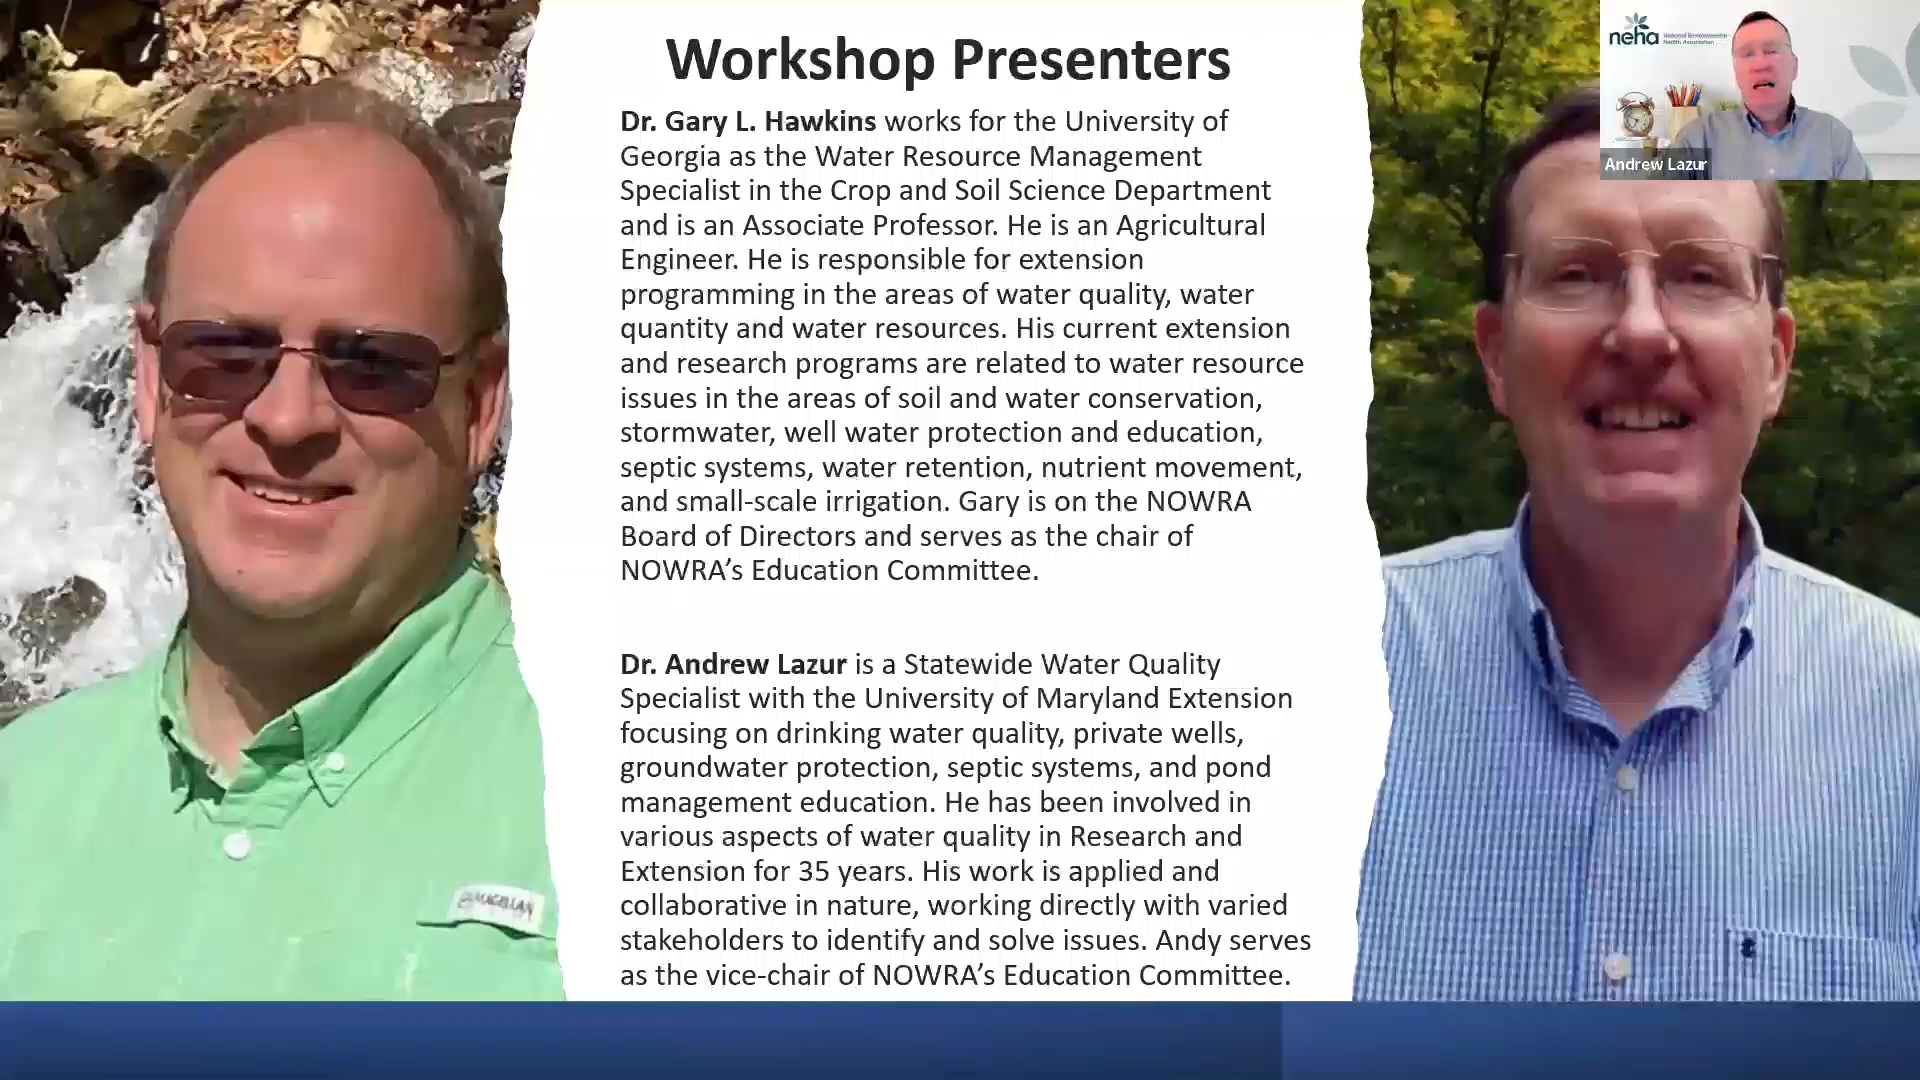 Workshop Presenters
Dr. Gary L. Hawkins works for the University of
Georgia as the Water Resource Management
Specialist in the Crop and Soil Science Department
and is an Associate Professor. He is an Agricultural
Engineer. He is responsible for extension
programming in the areas of water quality, water
quantity and water resources. His current extension
and research programs are related to water resource
issues in the areas of soil and water conservation,
stormwater, well water protection and education,
septic systems, water retention, nutrient movement,
and small-scale irrigation. Gary is on the NOWRA
Board of Directors and serves as the chair of
NOWRA’s Education Committee.
Dr. Andrew Lazur is a Statewide Water Quality
Specialist with the University of Maryland Extension
focusing on drinking water quality, private wells,
groundwater protection, septic systems, and pond
management education. He has been involved in
various aspects of water quality in Research and
Extension for 35 years. His work is applied and
collaborative in nature, working directly with varied
stakeholders to identify and solve issues. Andy serves
as the vice-chair of NOWRA’s Education Committee.
neha National Environmental
Health Association
Andrew Lazur
MAGELLAN